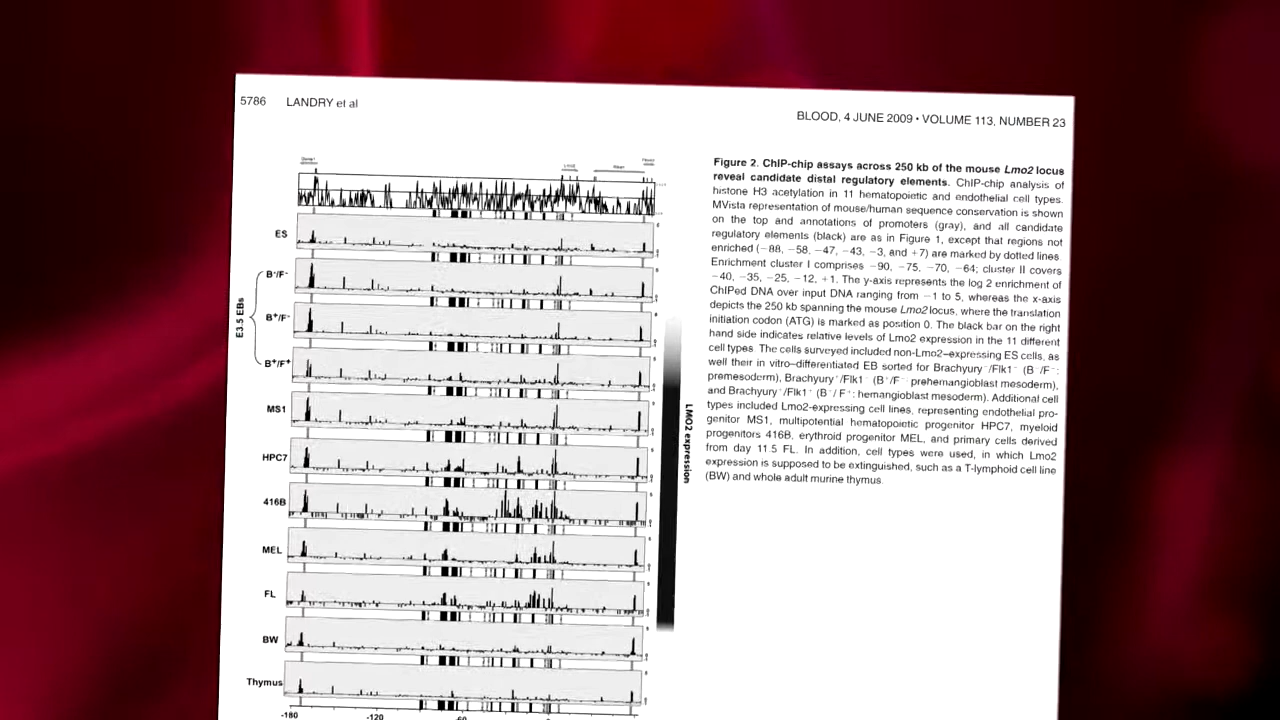 5786 LANDRY et al
BLOOD, 4 JUNE 2009 • VOLUME 113, NUMBER 23
Lmo2
ES
B⁻/F⁻
B⁺/F⁻
B⁺/F⁺
E3.5 EBs
MS1
HPC7
416B
MEL
FL
BW
Thymus
-180 -120 -60
LMO2 expression
Figure 2. ChIP-chip assays across 250 kb of the mouse Lmo2 locus
reveal candidate distal regulatory elements. ChIP-chip analysis of
histone H3 acetylation in 11 hematopoietic and endothelial cell types.
MVista representation of mouse/human sequence conservation is shown
on the top and annotations of promoters (gray), and all candidate
regulatory elements (black) are as in Figure 1, except that regions not
enriched (−88, −58, −47, −43, −3, and +7) are marked by dotted lines.
Enrichment cluster I comprises −90, −75, −70, −64; cluster II covers
−40, −35, −25, −12, +1. The y-axis represents the log 2 enrichment of
ChIPed DNA over input DNA ranging from −1 to 5, whereas the x-axis
depicts the 250 kb spanning the mouse Lmo2 locus, where the translation
initiation codon (ATG) is marked as position 0. The black bar on the right
hand side indicates relative levels of Lmo2 expression in the 11 different
cell types. The cells surveyed included non-Lmo2–expressing ES cells, as
well their in vitro–differentiated EB sorted for Brachyury⁻/Flk1⁻ (B⁻/F⁻:
premesoderm), Brachyury⁺/Flk1⁻ (B⁺/F⁻ prehemangioblast mesoderm),
and Brachyury⁺/Flk1⁺ (B⁺/F⁺: hemangioblast mesoderm). Additional cell
types included Lmo2-expressing cell lines, representing endothelial pro-
genitor MS1, multipotential hematopoietic progenitor HPC7, myeloid
progenitors 416B, erythroid progenitor MEL, and primary cells derived
from day 11.5 FL. In addition, cell types were used, in which Lmo2
expression is supposed to be extinguished, such as a T-lymphoid cell line
(BW) and whole adult murine thymus.